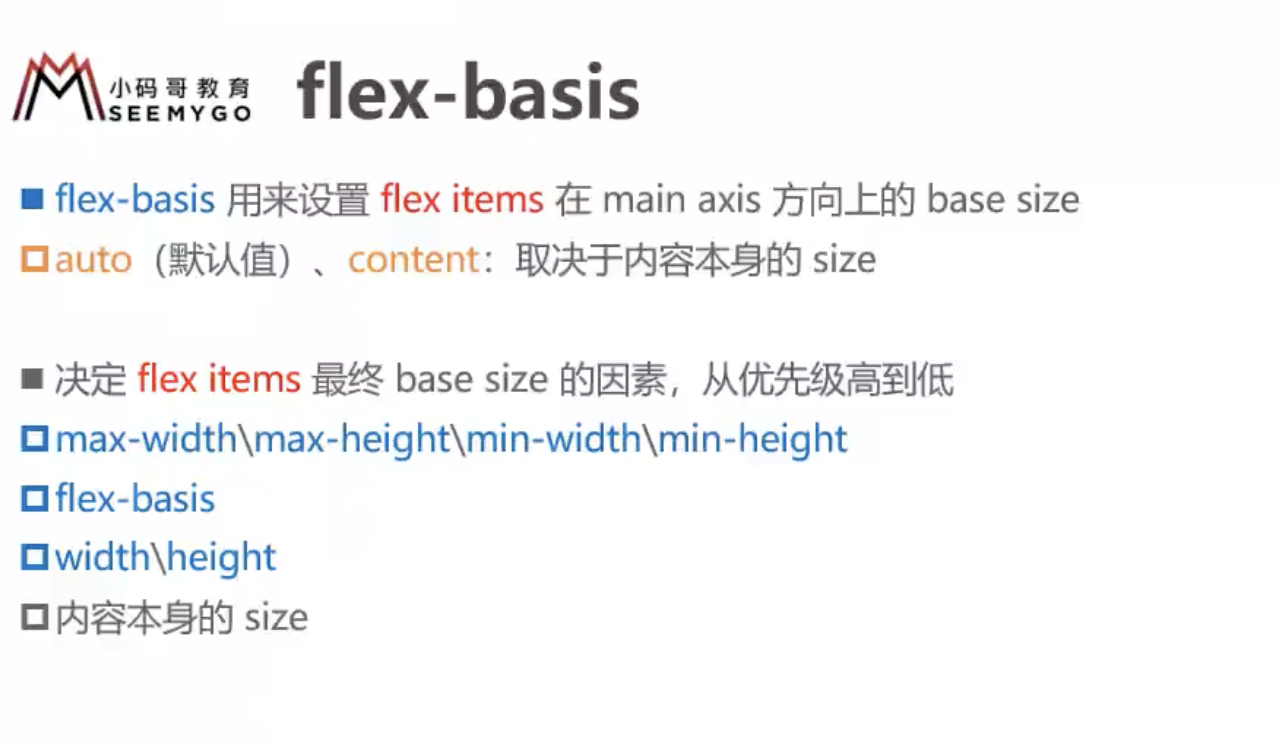 小码哥教育
SEEMYGO
flex-basis
flex-basis 用来设置 flex items 在 main axis 方向上的 base size
auto（默认值）、content：取决于内容本身的 size
决定 flex items 最终 base size 的因素，从优先级高到低
max-width\max-height\min-width\min-height
flex-basis
width\height
内容本身的 size